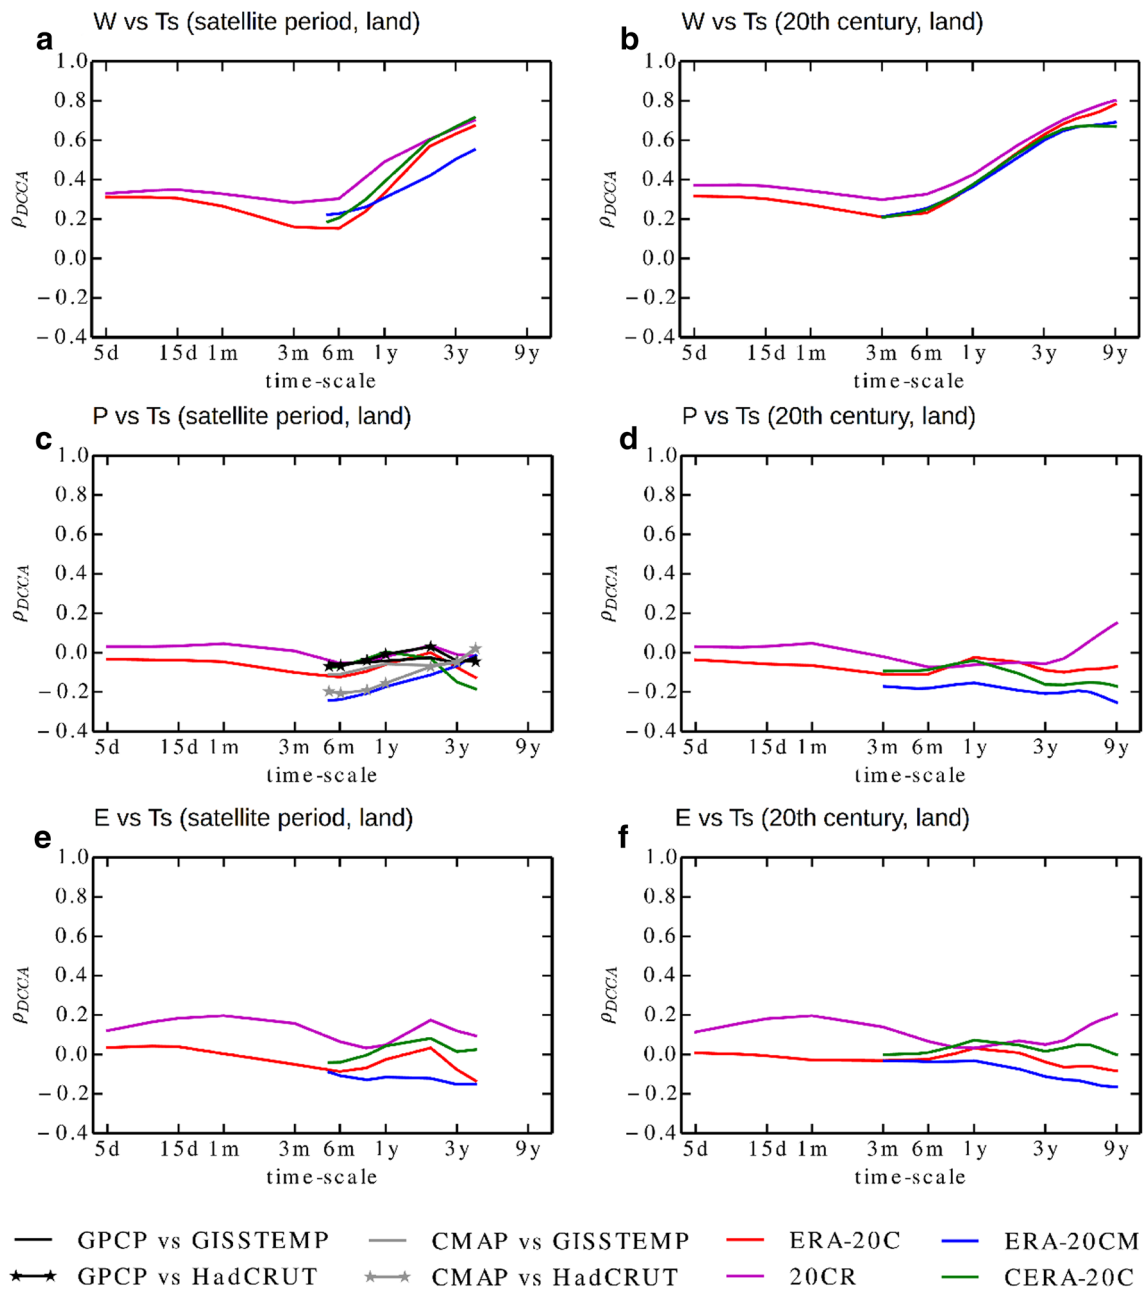 a W vs Ts (satellite period, land)
1.0
0.8
0.6
0.4
0.2
0.0
−0.2
−0.4
ρDCCA
5d 15d 1m 3m 6m 1y 3y 9y
time-scale
b W vs Ts (20th century, land)
1.0
0.8
0.6
0.4
0.2
0.0
−0.2
−0.4
ρDCCA
5d 15d 1m 3m 6m 1y 3y 9y
time-scale
c P vs Ts (satellite period, land)
1.0
0.8
0.6
0.4
0.2
0.0
−0.2
−0.4
ρDCCA
5d 15d 1m 3m 6m 1y 3y 9y
time-scale
d P vs Ts (20th century, land)
1.0
0.8
0.6
0.4
0.2
0.0
−0.2
−0.4
ρDCCA
5d 15d 1m 3m 6m 1y 3y 9y
time-scale
e E vs Ts (satellite period, land)
1.0
0.8
0.6
0.4
0.2
0.0
−0.2
−0.4
ρDCCA
5d 15d 1m 3m 6m 1y 3y 9y
time-scale
f E vs Ts (20th century, land)
1.0
0.8
0.6
0.4
0.2
0.0
−0.2
−0.4
ρDCCA
5d 15d 1m 3m 6m 1y 3y 9y
time-scale
GPCP vs GISSTEMP CMAP vs GISSTEMP ERA-20C ERA-20CM
GPCP vs HadCRUT CMAP vs HadCRUT 20CR CERA-20C